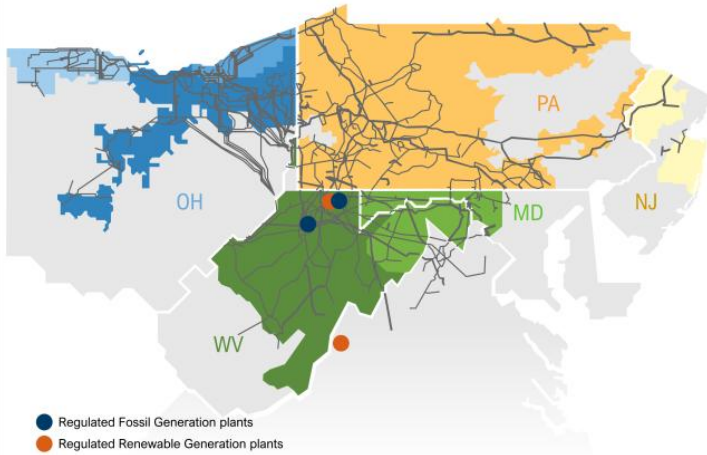 PA
OH
MD
NJ
WV
Regulated Fossil Generation plants
Regulated Renewable Generation plants